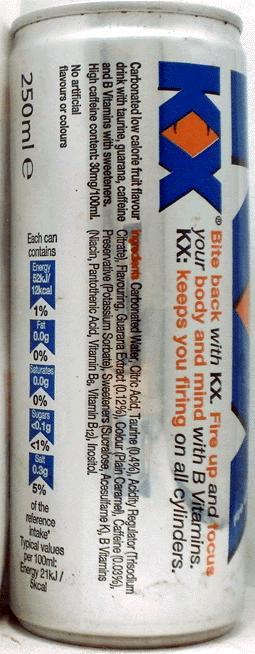 KX®
Bite back with KX. Fire up and focus
your body and mind with B Vitamins.
KX: keeps you firing on all cylinders.
Carbonated low calorie fruit flavour
drink with taurine, guarana, caffeine
and B Vitamins with sweeteners.
High caffeine content: 30mg/100ml.
No artificial
flavours or colours
250ml e
Ingredients: Carbonated Water, Citric Acid, Taurine (0.4%), Acidity Regulator (Trisodium
Citrate), Flavouring, Guarana Extract (0.12%), Colour (Plain Caramel), Caffeine (0.03%),
Preservative (Potassium Sorbate), Sweeteners (Sucralose, Acesulfame K), B Vitamins
(Niacin, Pantothenic Acid, Vitamin B6, Vitamin B12), Inositol.
Each can
contains
Energy
52kJ/
12kcal
1%
Fat
0.0g
0%
Saturates
0.0g
0%
Sugars
<0.1g
<1%
Salt
0.3g
5%
of the
reference
intake*
Typical values
per 100ml:
Energy 21kJ /
5kcal